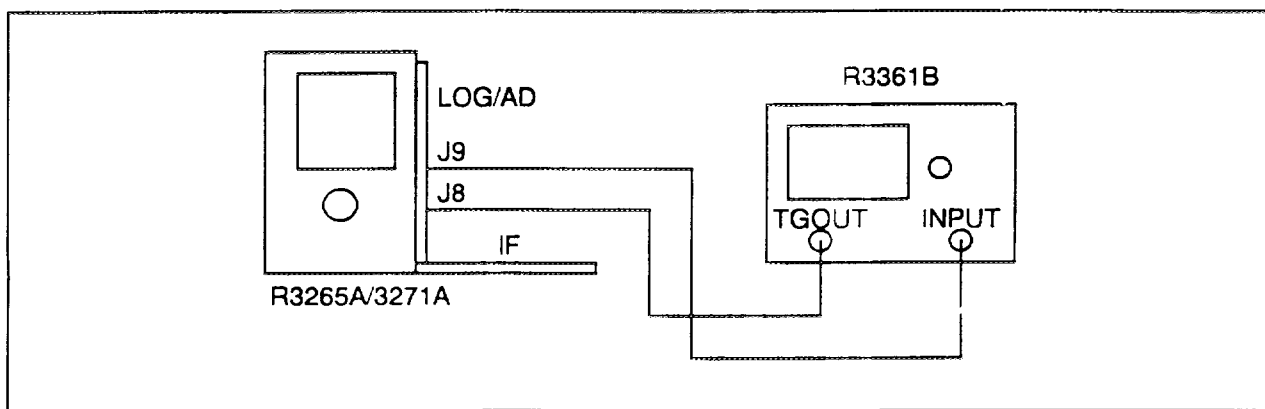 R3361B
LOG/AD
J9
J8
TGOUT INPUT
IF
R3265A/3271A